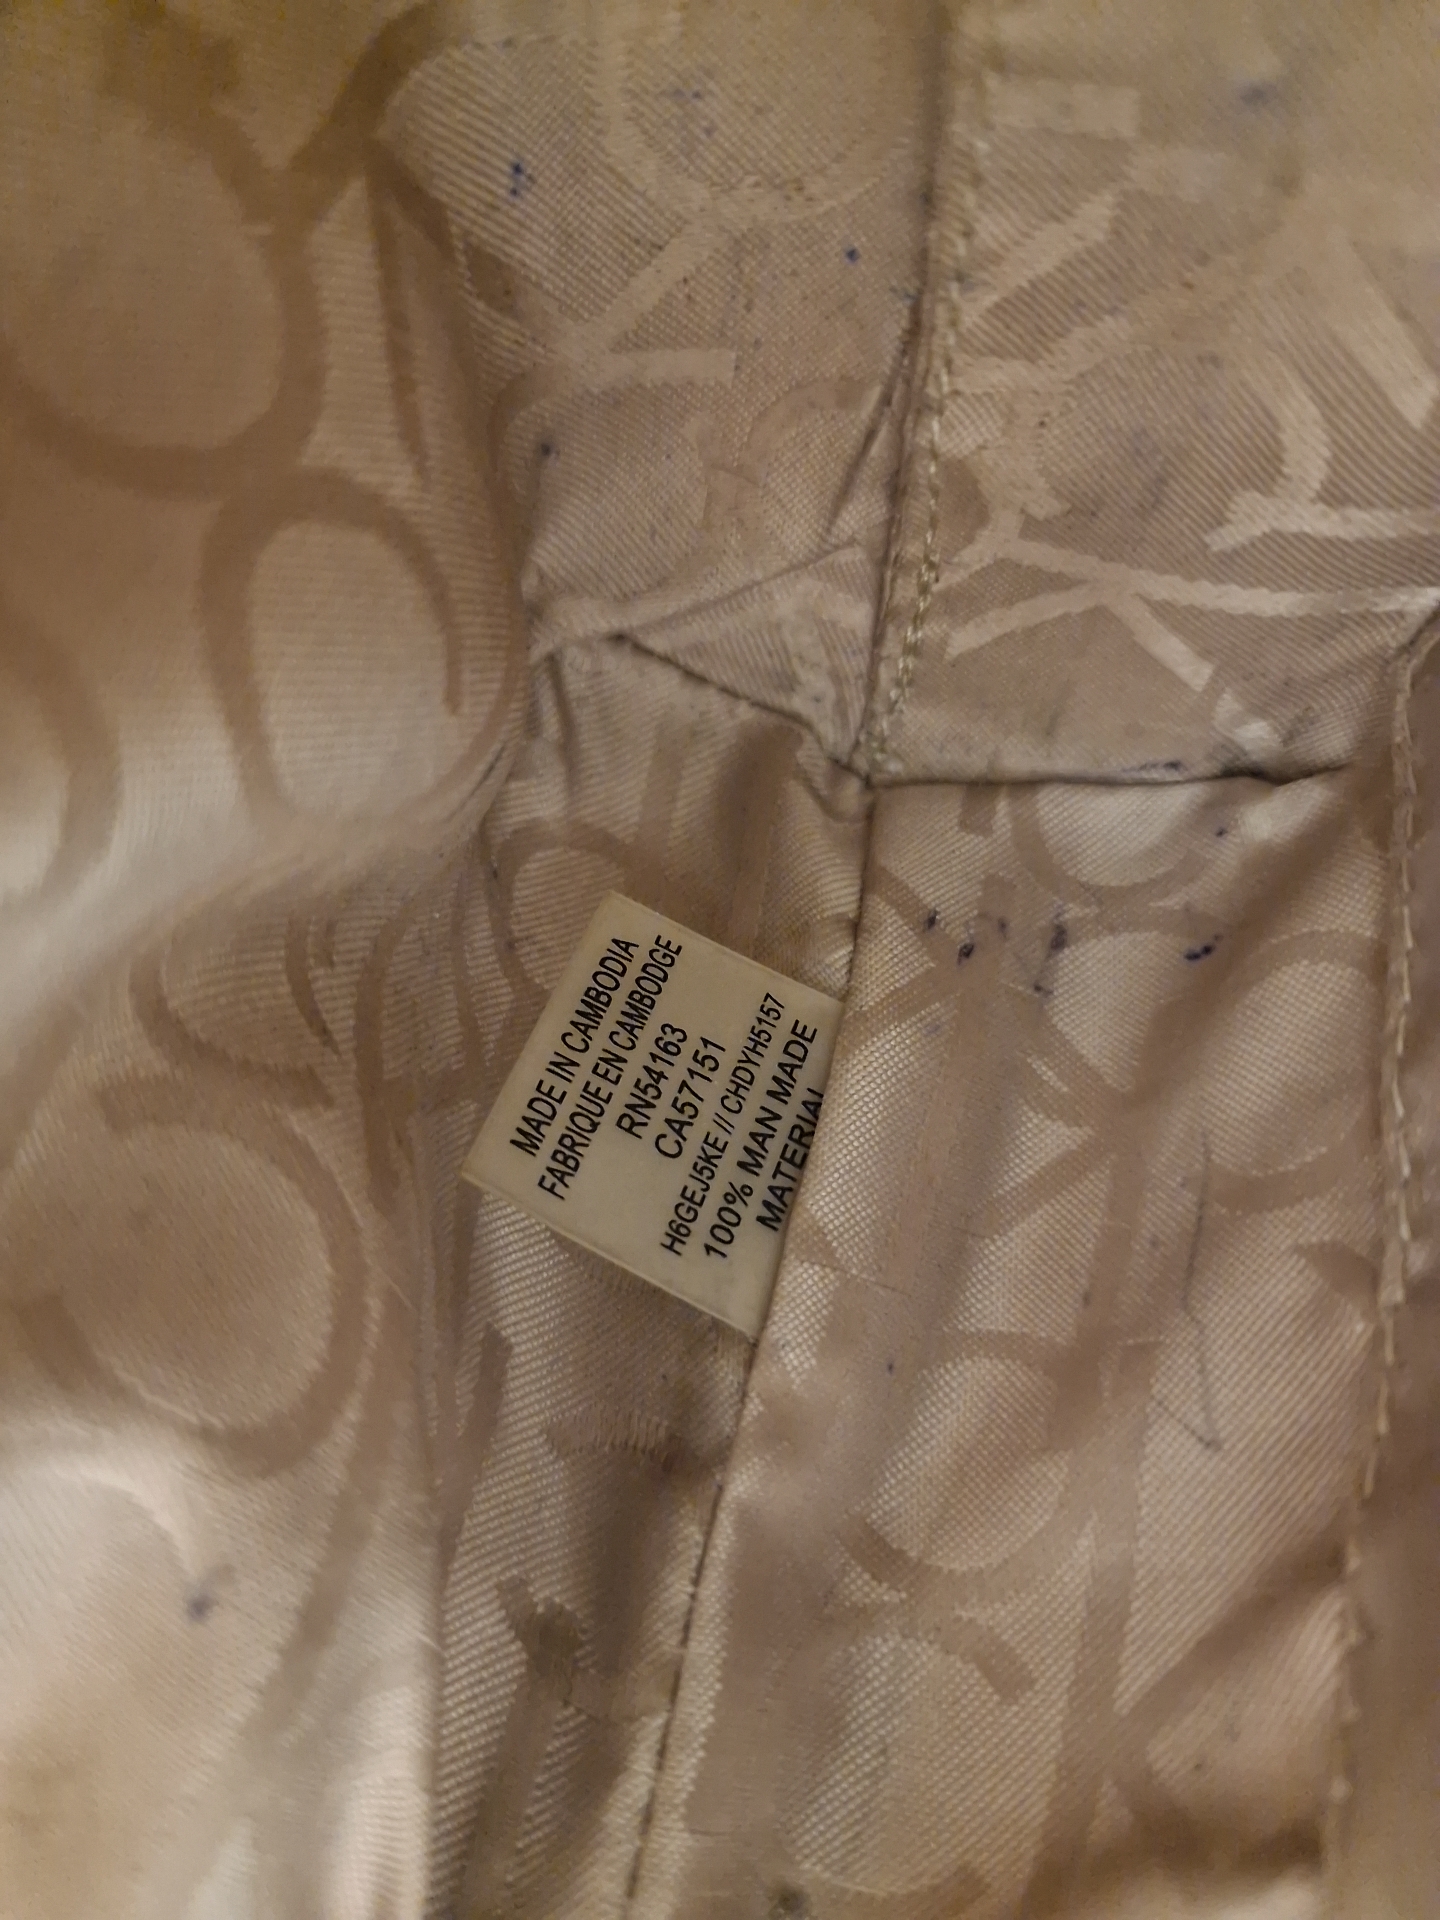 MADE IN CAMBODIA
FABRIQUE EN CAMBODGE
RN54163
CA57151
H6GEJ5KE // CHDYH5157
100% MAN MADE
MATERIAL